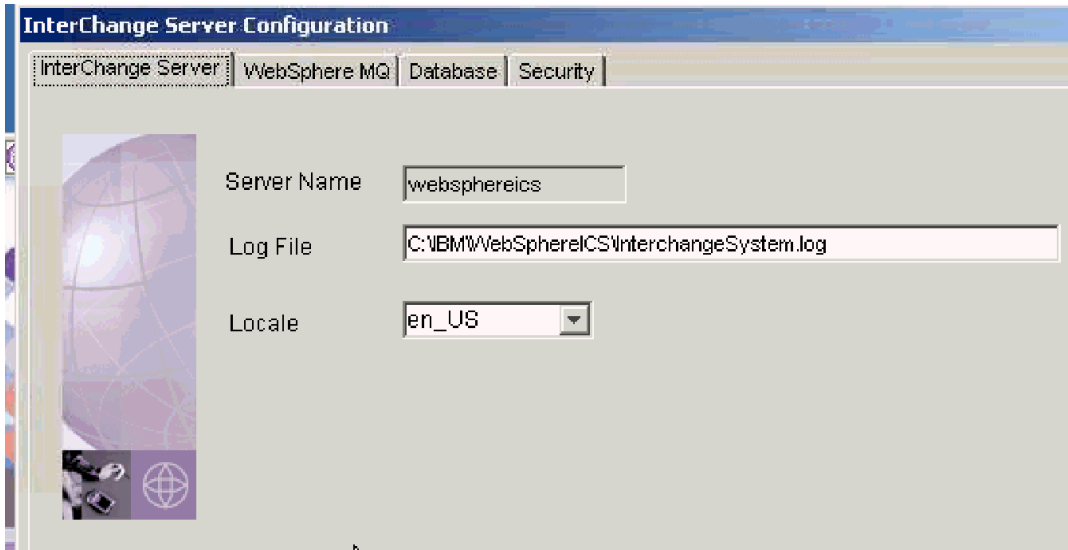 InterChange Server Configuration
InterChange Server WebSphere MQ Database Security
Server Name websphereics
Log File C:\IBM\WebSphereICS\InterchangeSystem.log
Locale en_US